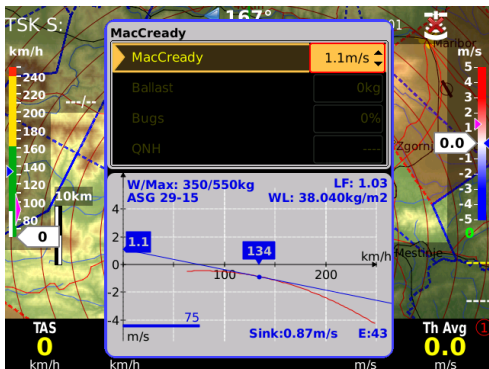 TSK S:
167°
01
MacCready
km/h
Maribor
m/s
MacCready
1.1m/s
5
240
4
220
Ballast
0kg
3
--/--
200
2
180
Bugs
0%
1
160
Zgornj
0.0
140
QNH
----
-1
120
-2
10km
100
W/Max: 350/550kg
LF: 1.03
-3
80
ASG 29-15
WL: 38.040kg/m2
-4
4
-5
0
2
1.1
134
0
km/h
0
Mestinje
100
200
-2
-4
75
----
m/s
Sink:0.87m/s
E:43
TAS
Th Avg
1
0
0.0
km/h
km/h
m/s
m/s